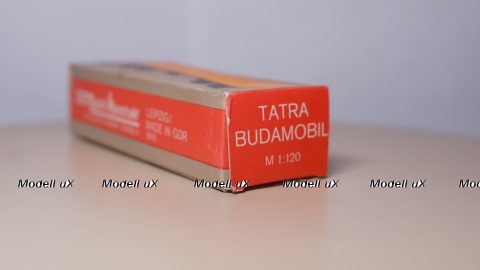 TATRA
BUDAMOBIL
M 1:120
LEIPZIG/
MADE IN GDR
Modell uX Modell uX Modell uX Modell uX Modell uX